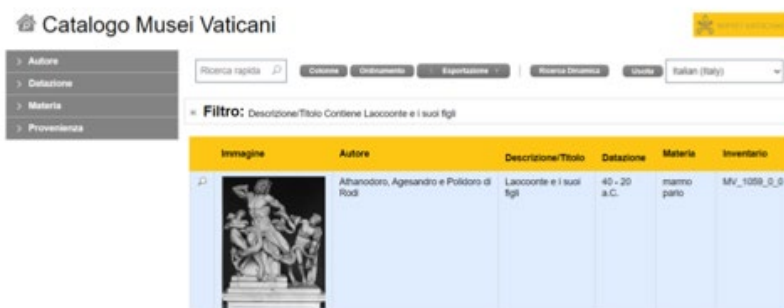 Catalogo Musei Vaticani
> Autore
> Datazione
> Materia
> Provenienza
Ricerca rapida
Colonne Ordinamento Esportazione Ricerca Dinamica Uscita Italian (Italy)
Filtro: Descrizione/Titolo Contiene Laocoonte e i suoi figli
Immagine Autore Descrizione/Titolo Datazione Materia Inventario
Athanodoro, Agesandro e Polidoro di Rodi
Laocoonte e i suoi figli
40 - 20 a.C.
marmo pario
MV_1059_0_0